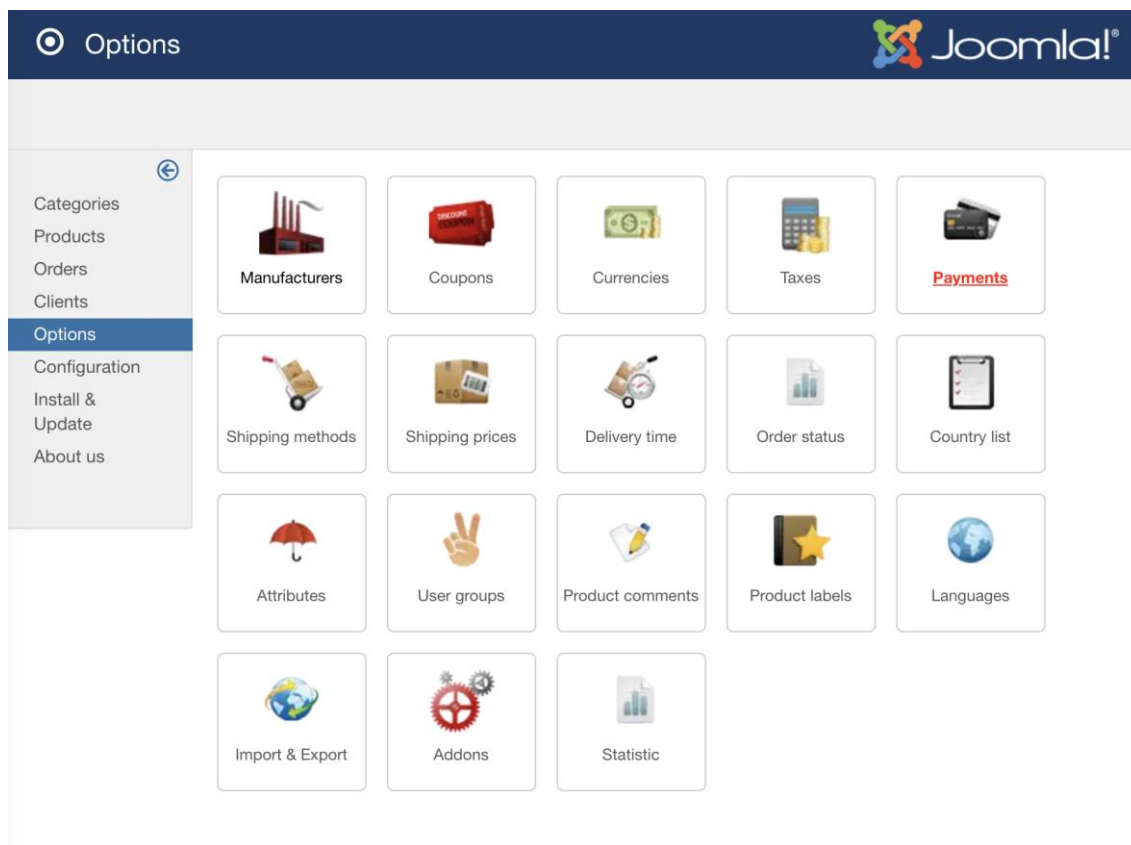 Options
Joomla!®
Categories
Products
Orders
Clients
Options
Configuration
Install &
Update
About us
Manufacturers
DISCOUNT
COUPON
Coupons
Currencies
Taxes
Payments
Shipping methods
Shipping prices
Delivery time
Order status
Country list
Attributes
User groups
Product comments
Product labels
Languages
Import & Export
Addons
Statistic